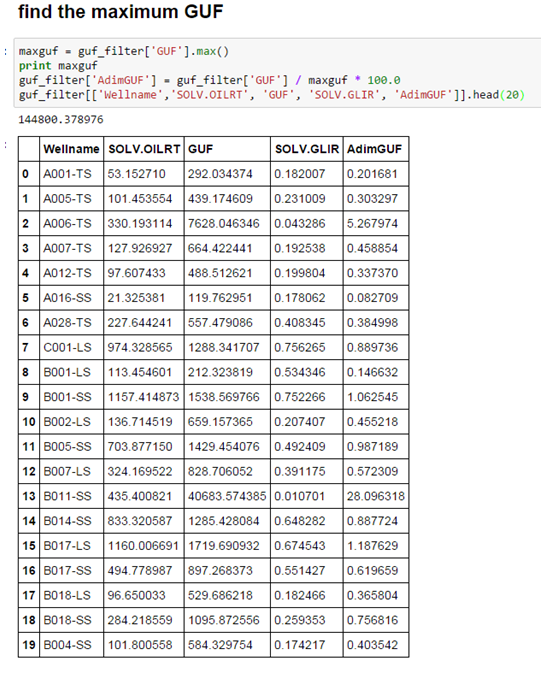 find the maximum GUF
: maxguf = guf_filter['GUF'].max()
print maxguf
guf_filter['AdimGUF'] = guf_filter['GUF'] / maxguf * 100.0
guf_filter[['Wellname','SOLV.OILRT', 'GUF', 'SOLV.GLIR', 'AdimGUF']].head(20)
144800.378976
: Wellname SOLV.OILRT GUF SOLV.GLIR AdimGUF
0 A001-TS 53.152710 292.034374 0.182007 0.201681
1 A005-TS 101.453554 439.174609 0.231009 0.303297
2 A006-TS 330.193114 7628.046346 0.043286 5.267974
3 A007-TS 127.926927 664.422441 0.192538 0.458854
4 A012-TS 97.607433 488.512621 0.199804 0.337370
5 A016-SS 21.325381 119.762951 0.178062 0.082709
6 A028-TS 227.644241 557.479086 0.408345 0.384998
7 C001-LS 974.328565 1288.341707 0.756265 0.889736
8 B001-LS 113.454601 212.323819 0.534346 0.146632
9 B001-SS 1157.414873 1538.569766 0.752266 1.062545
10 B002-LS 136.714519 659.157365 0.207407 0.455218
11 B005-SS 703.877150 1429.454076 0.492409 0.987189
12 B007-LS 324.169522 828.706052 0.391175 0.572309
13 B011-SS 435.400821 40683.574385 0.010701 28.096318
14 B014-SS 833.320587 1285.428084 0.648282 0.887724
15 B017-LS 1160.006691 1719.690932 0.674543 1.187629
16 B017-SS 494.778987 897.268373 0.551427 0.619659
17 B018-LS 96.650033 529.686218 0.182466 0.365804
18 B018-SS 284.218559 1095.872556 0.259353 0.756816
19 B004-SS 101.800558 584.329754 0.174217 0.403542